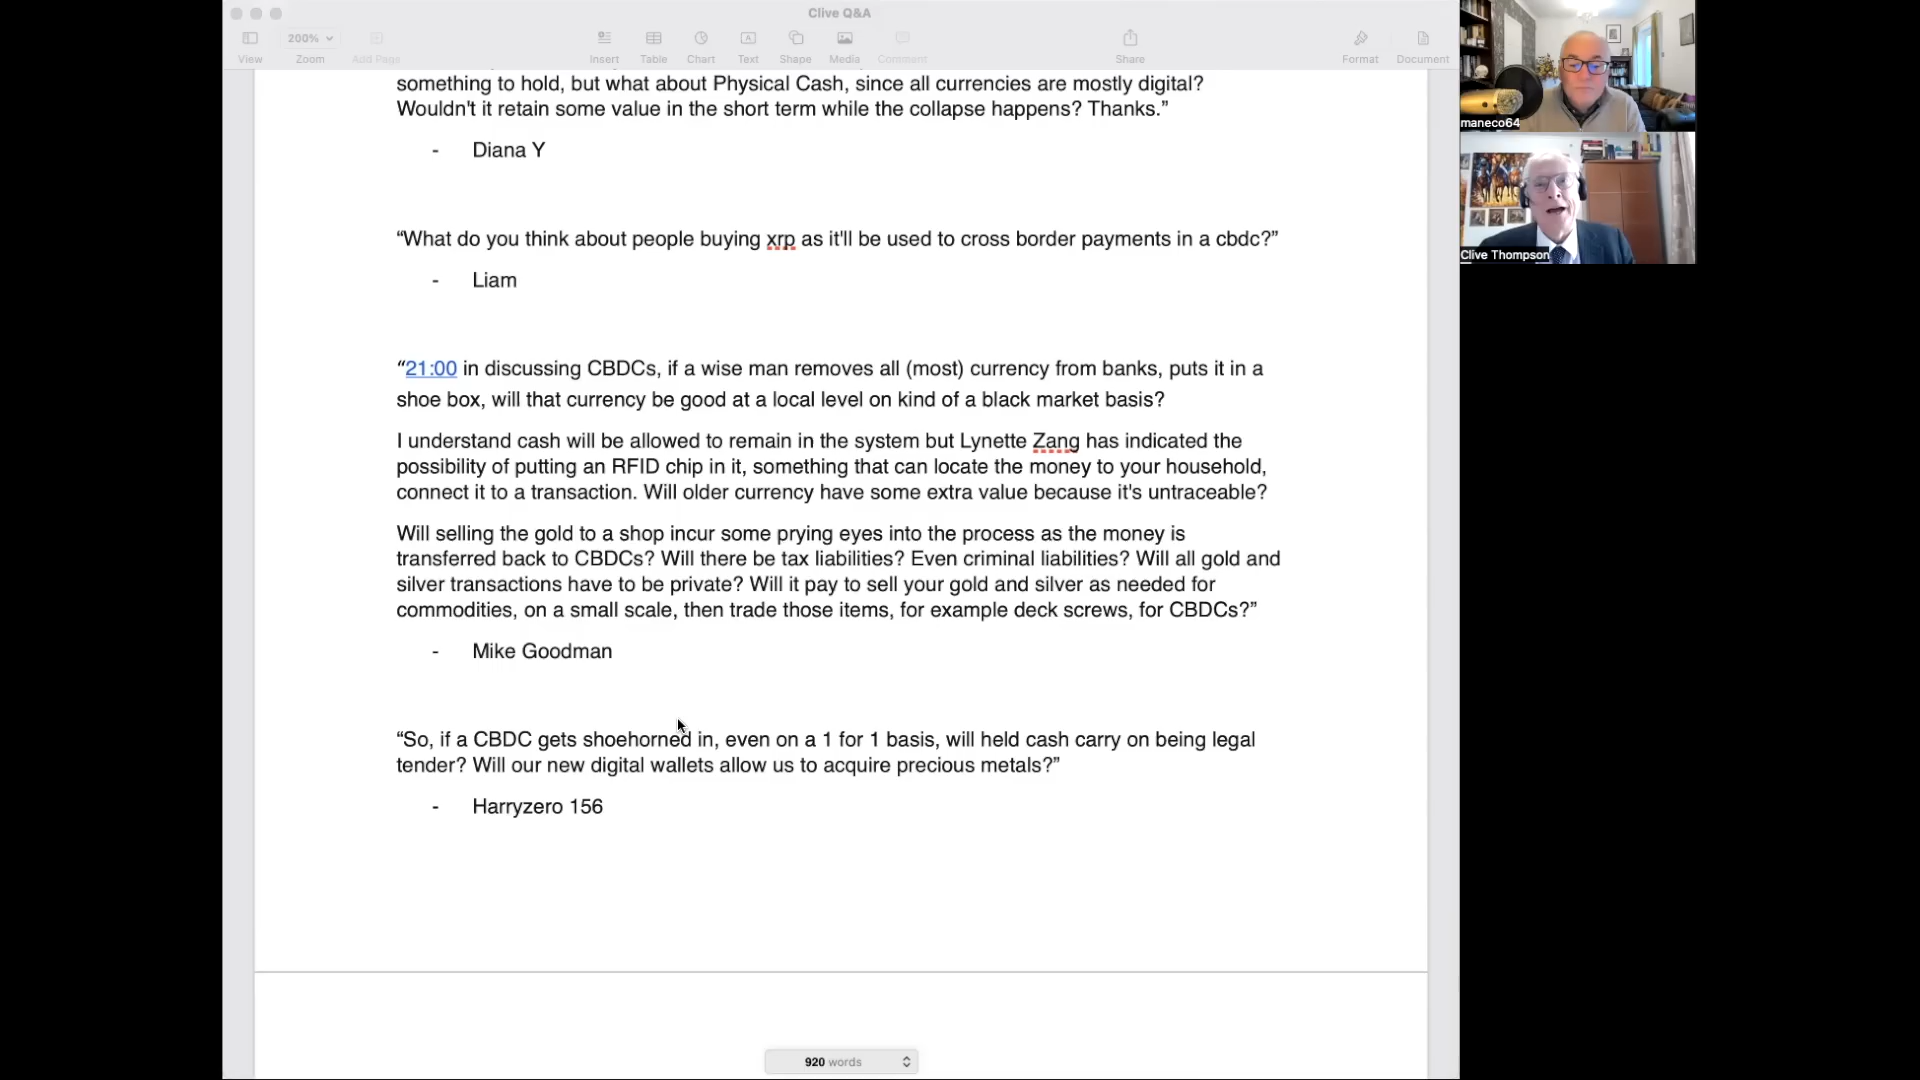 Clive Q&A
200%
View
Zoom
Add Page
Insert
Table
Chart
Text
Shape
Media
Comment
Share
Format
Document
something to hold, but what about Physical Cash, since all currencies are mostly digital?
Wouldn't it retain some value in the short term while the collapse happens? Thanks.”
- Diana Y
“What do you think about people buying xrp as it'll be used to cross border payments in a cbdc?”
- Liam
“21:00 in discussing CBDCs, if a wise man removes all (most) currency from banks, puts it in a
shoe box, will that currency be good at a local level on kind of a black market basis?
I understand cash will be allowed to remain in the system but Lynette Zang has indicated the
possibility of putting an RFID chip in it, something that can locate the money to your household,
connect it to a transaction. Will older currency have some extra value because it's untraceable?
Will selling the gold to a shop incur some prying eyes into the process as the money is
transferred back to CBDCs? Will there be tax liabilities? Even criminal liabilities? Will all gold and
silver transactions have to be private? Will it pay to sell your gold and silver as needed for
commodities, on a small scale, then trade those items, for example deck screws, for CBDCs?”
- Mike Goodman
“So, if a CBDC gets shoehorned in, even on a 1 for 1 basis, will held cash carry on being legal
tender? Will our new digital wallets allow us to acquire precious metals?”
- Harryzero 156
920 words
maneco64
Clive Thompson